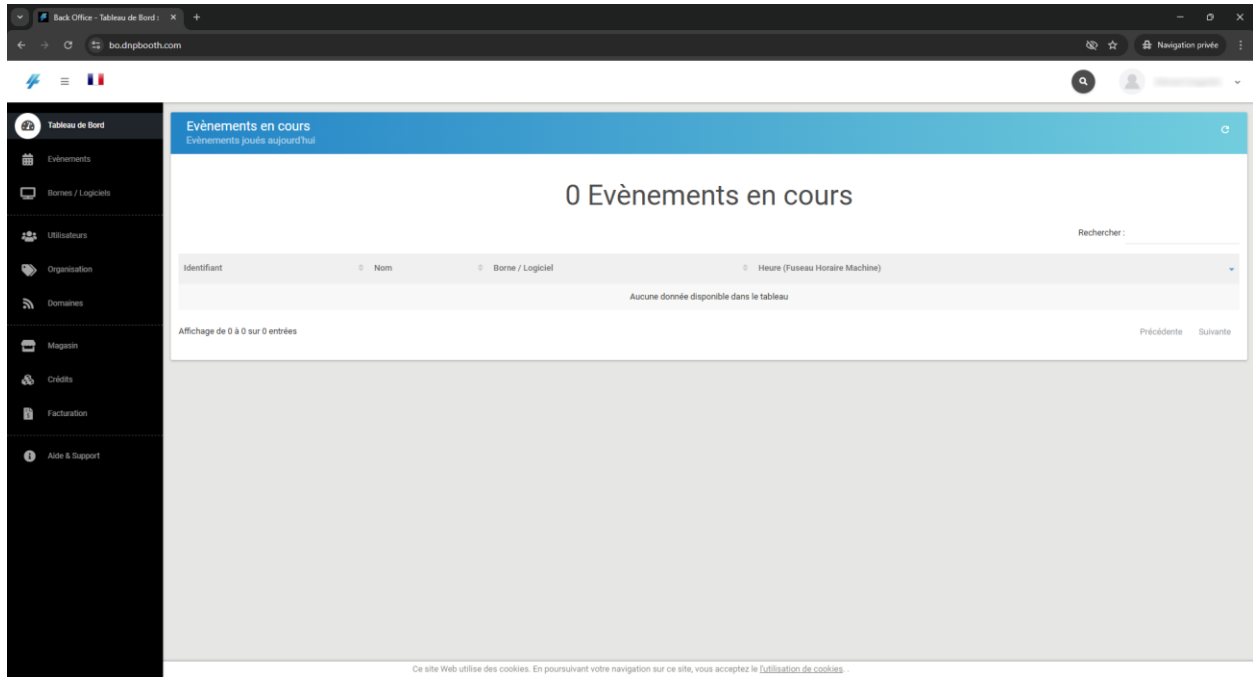 Back Office - Tableau de Bord :
bo.dnpbooth.com
Navigation privée
Tableau de Bord
Evènements
Bornes / Logiciels
Utilisateurs
Organisation
Domaines
Magasin
Crédits
Facturation
Aide & Support
Evènements en cours
Evènements joués aujourd'hui
0 Evènements en cours
Rechercher :
Identifiant Nom Borne / Logiciel Heure (Fuseau Horaire Machine)
Aucune donnée disponible dans le tableau
Affichage de 0 à 0 sur 0 entrées
Précédente Suivante
Ce site Web utilise des cookies. En poursuivant votre navigation sur ce site, vous acceptez le l'utilisation de cookies. .